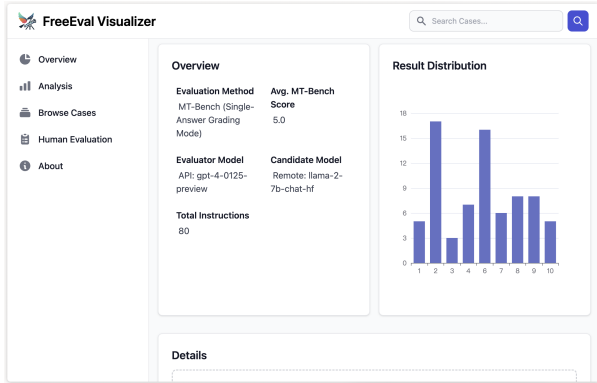 FreeEval Visualizer
Search Cases...
Overview
Analysis
Browse Cases
Human Evaluation
About
Overview
Evaluation Method
MT-Bench (Single-
Answer Grading
Mode)
Avg. MT-Bench
Score
5.0
Evaluator Model
API: gpt-4-0125-
preview
Candidate Model
Remote: llama-2-
7b-chat-hf
Total Instructions
80
Result Distribution
18
15
12
9
6
3
0
1 2 3 4 6 7 8 9 10
Details